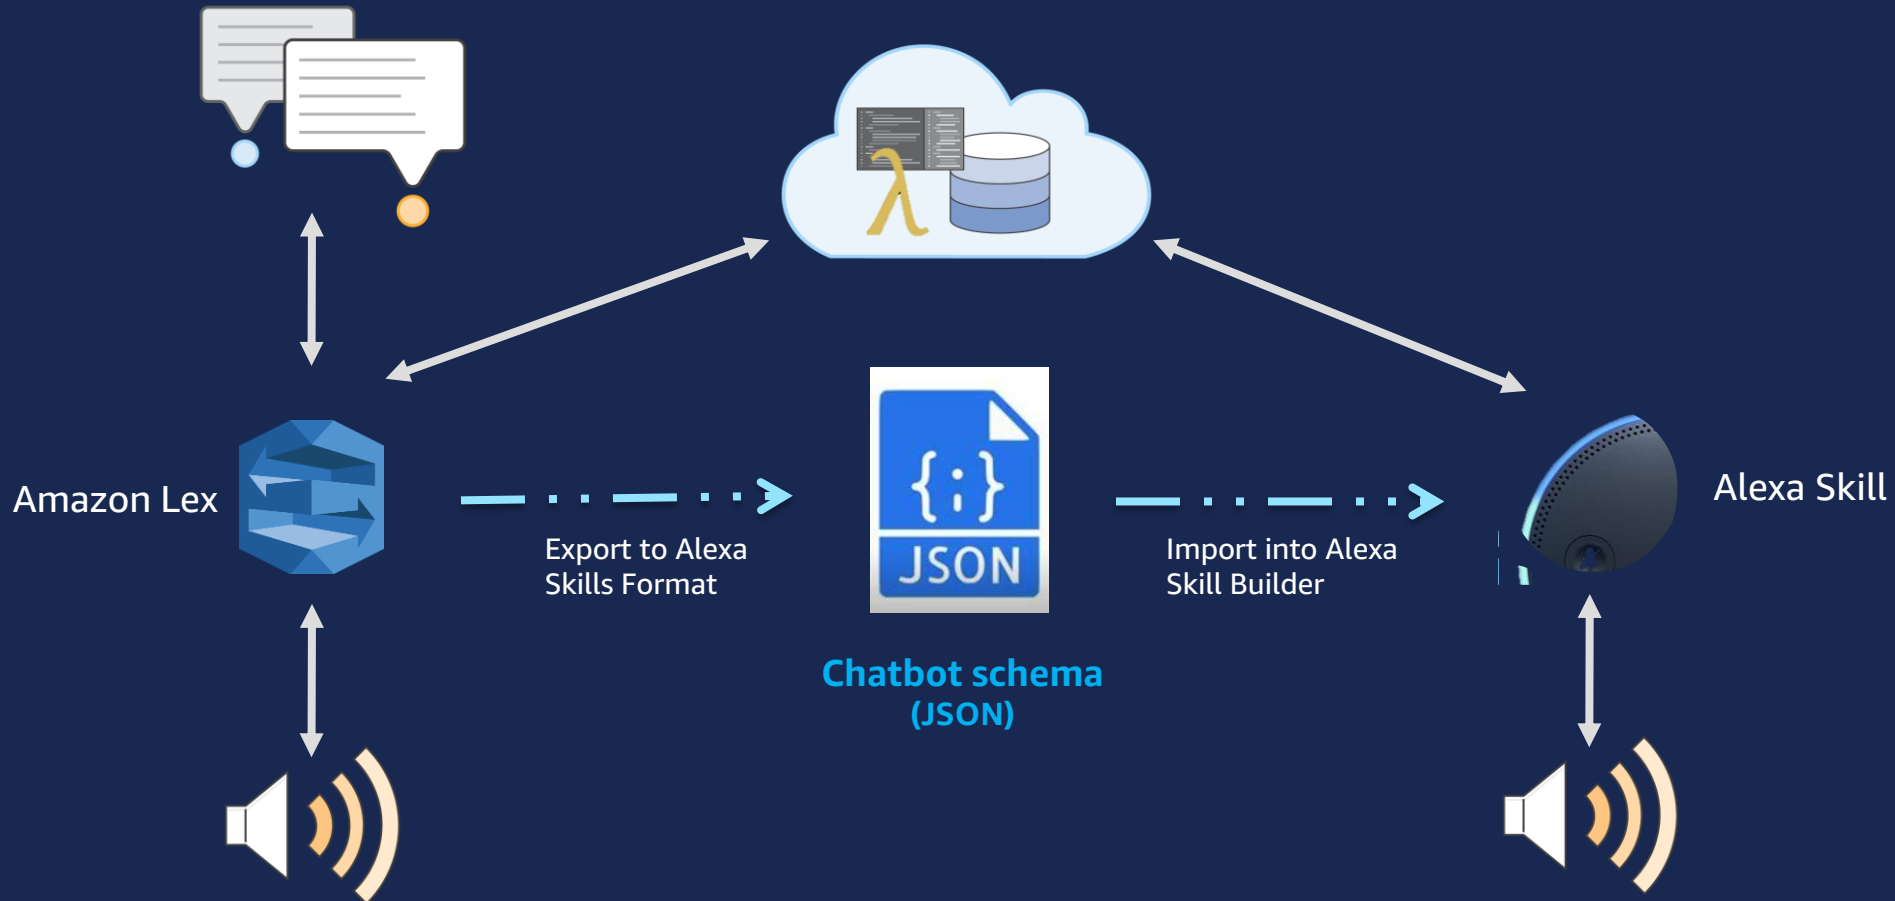 Amazon Lex
Export to Alexa
Skills Format
{;}
JSON
Chatbot schema
(JSON)
Import into Alexa
Skill Builder
Alexa Skill
λ